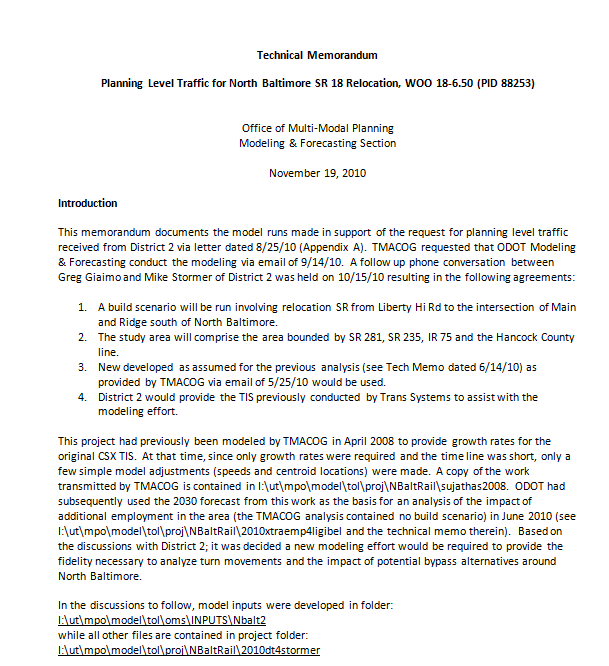 Technical Memorandum
Planning Level Traffic for North Baltimore SR 18 Relocation, WOO 18-6.50 (PID 88253)
Office of Multi-Modal Planning
Modeling & Forecasting Section
November 19, 2010
Introduction
This memorandum documents the model runs made in support of the request for planning level traffic
received from District 2 via letter dated 8/25/10 (Appendix A). TMACOG requested that ODOT Modeling
& Forecasting conduct the modeling via email of 9/14/10. A follow up phone conversation between
Greg Giaimo and Mike Stormer of District 2 was held on 10/15/10 resulting in the following agreements:
1. A build scenario will be run involving relocation SR from Liberty Hi Rd to the intersection of Main
and Ridge south of North Baltimore.
2. The study area will comprise the area bounded by SR 281, SR 235, IR 75 and the Hancock County
line.
3. New developed as assumed for the previous analysis (see Tech Memo dated 6/14/10) as
provided by TMACOG via email of 5/25/10 would be used.
4. District 2 would provide the TIS previously conducted by Trans Systems to assist with the
modeling effort.
This project had previously been modeled by TMACOG in April 2008 to provide growth rates for the
original CSX TIS. At that time, since only growth rates were required and the time line was short, only a
few simple model adjustments (speeds and centroid locations) were made. A copy of the work
transmitted by TMACOG is contained in I:\ut\mpo\model\tol\proj\NBaltRail\sujathas2008. ODOT had
subsequently used the 2030 forecast from this work as the basis for an analysis of the impact of
additional employment in the area (the TMACOG analysis contained no build scenario) in June 2010 (see
I:\ut\mpo\model\tol\proj\NBaltRail\2010xtraemp4ligibel and the technical memo therein). Based on
the discussions with District 2; it was decided a new modeling effort would be required to provide the
fidelity necessary to analyze turn movements and the impact of potential bypass alternatives around
North Baltimore.
In the discussions to follow, model inputs were developed in folder:
I:\ut\mpo\model\tol\oms\INPUTS\Nbalt2
while all other files are contained in project folder:
I:\ut\mpo\model\tol\proj\NBaltRail\2010dt4stormer